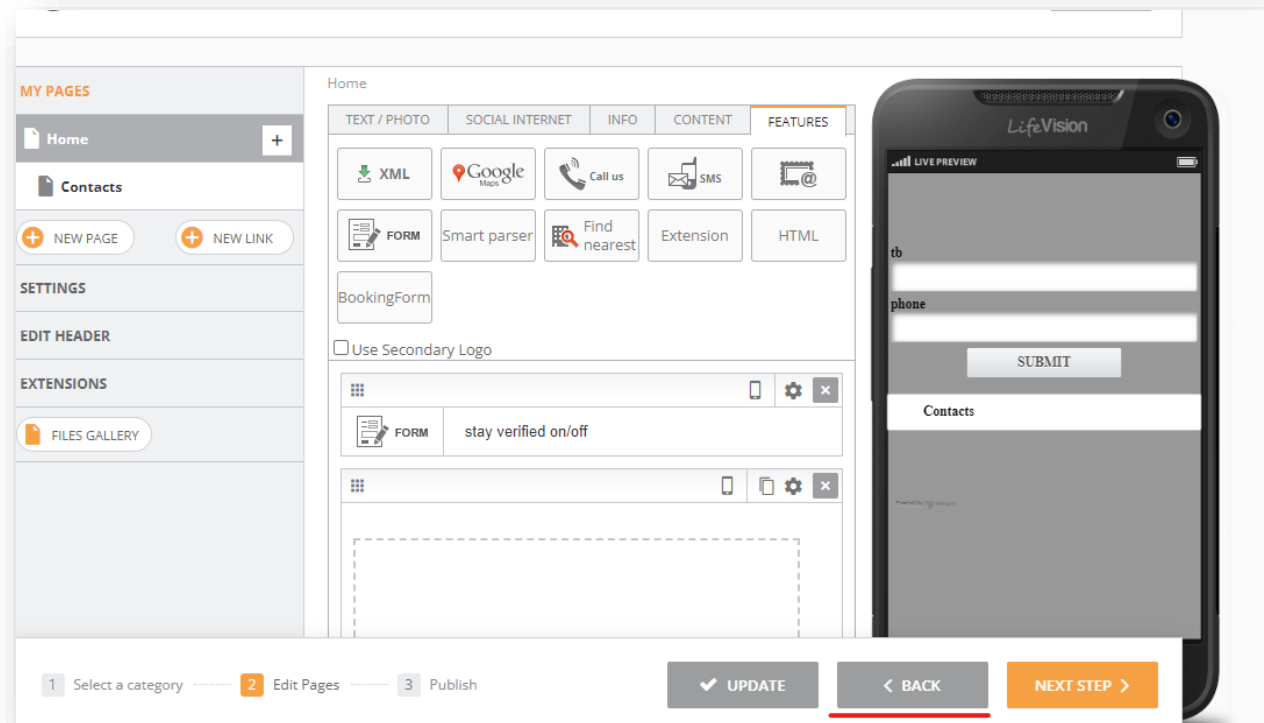 MY PAGES
Home
+
Contacts
NEW PAGE
NEW LINK
SETTINGS
EDIT HEADER
EXTENSIONS
FILES GALLERY
Home
TEXT / PHOTO
SOCIAL INTERNET
INFO
CONTENT
FEATURES
XML
Google
Maps
Call us
SMS
@
FORM
Smart parser
Find
nearest
Extension
HTML
BookingForm
Use Secondary Logo
FORM
stay verified on/off
LifeVision
LIVE PREVIEW
tb
phone
SUBMIT
Contacts
1 Select a category
2 Edit Pages
3 Publish
UPDATE
BACK
NEXT STEP